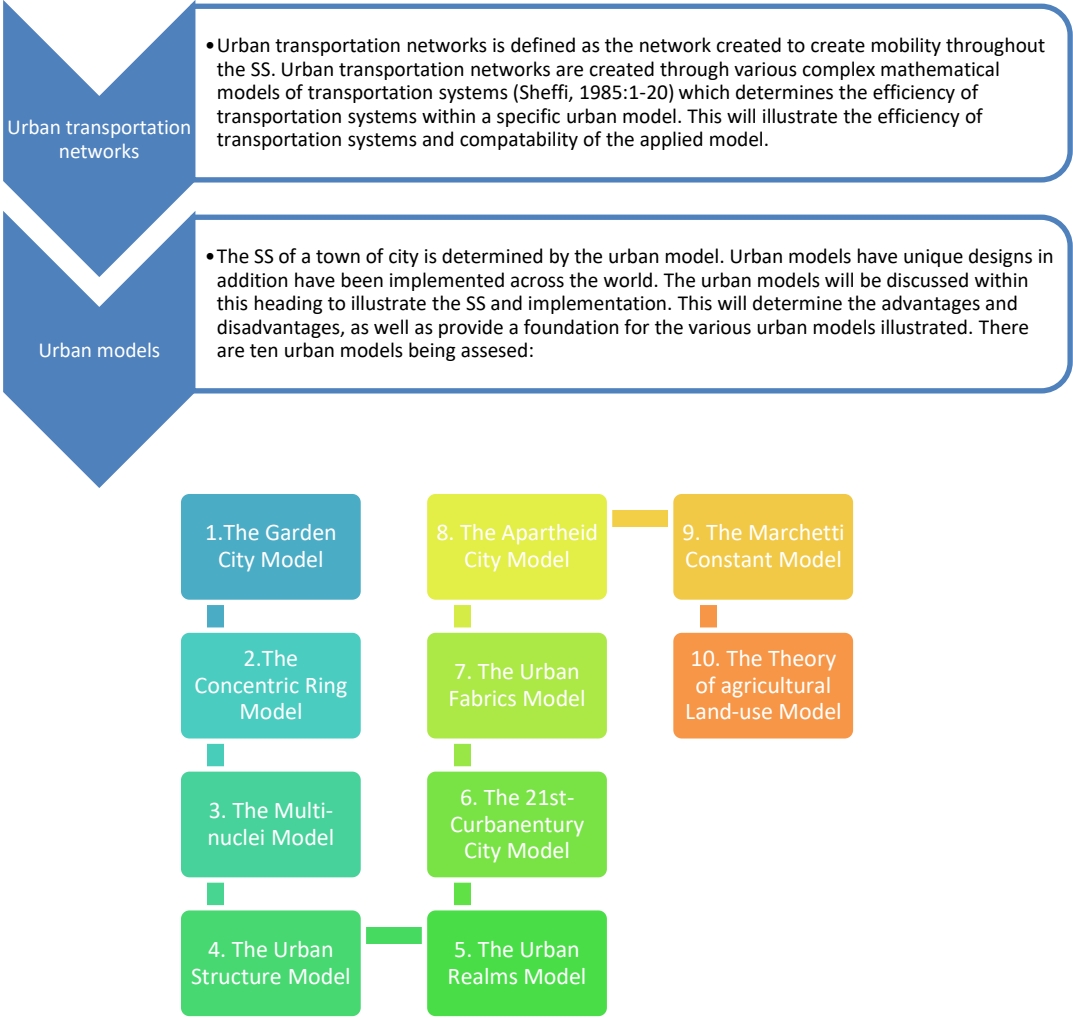 Urban transportation
networks
•Urban transportation networks is defined as the network created to create mobility throughout
the SS. Urban transportation networks are created through various complex mathematical
models of transportation systems (Sheffi, 1985:1-20) which determines the efficiency of
transportation systems within a specific urban model. This will illustrate the efficiency of
transportation systems and compatability of the applied model.
Urban models
•The SS of a town of city is determined by the urban model. Urban models have unique designs in
addition have been implemented across the world. The urban models will be discussed within
this heading to illustrate the SS and implementation. This will determine the advantages and
disadvantages, as well as provide a foundation for the various urban models illustrated. There
are ten urban models being assesed:
1.The Garden
City Model
2.The
Concentric Ring
Model
3. The Multi-
nuclei Model
4. The Urban
Structure Model
5. The Urban
Realms Model
6. The 21st-
Curbanentury
City Model
7. The Urban
Fabrics Model
8. The Apartheid
City Model
9. The Marchetti
Constant Model
10. The Theory
of agricultural
Land-use Model